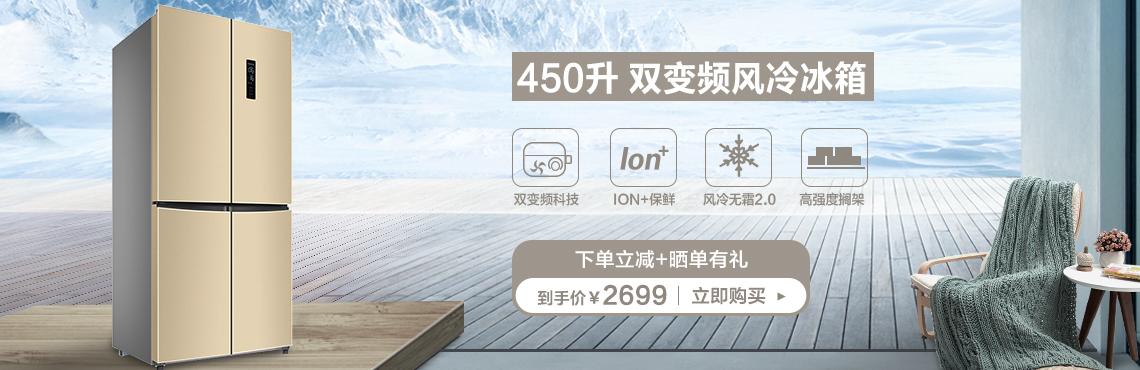 450升 双变频风冷冰箱
Ion+
双变频科技 ION+保鲜 风冷无霜2.0 高强度搁架
下单立减+晒单有礼
到手价¥2699 | 立即购买 ▸